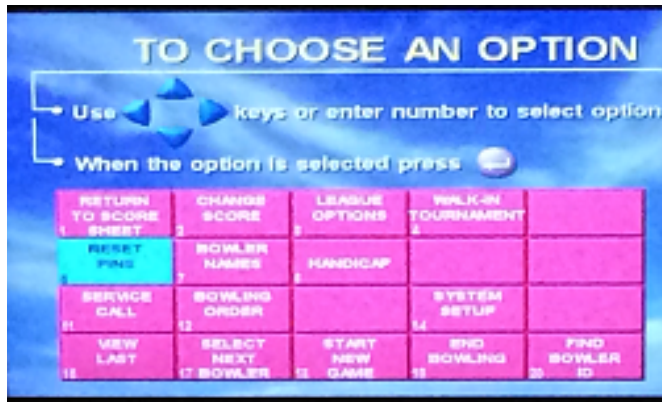 TO CHOOSE AN OPTION
Use keys or enter number to select option
When the option is selected press
RETURN TO SCORE SHEET
1
CHANGE SCORE
2
LEAGUE OPTIONS
3
WALK-IN TOURNAMENT
4
RESET PINS
6
BOWLER NAMES
7
HANDICAP
8
SERVICE CALL
11
BOWLING ORDER
12
SYSTEM SETUP
14
VIEW LAST
16
SELECT NEXT BOWLER
17
START NEW GAME
18
END BOWLING
19
FIND BOWLER ID
20